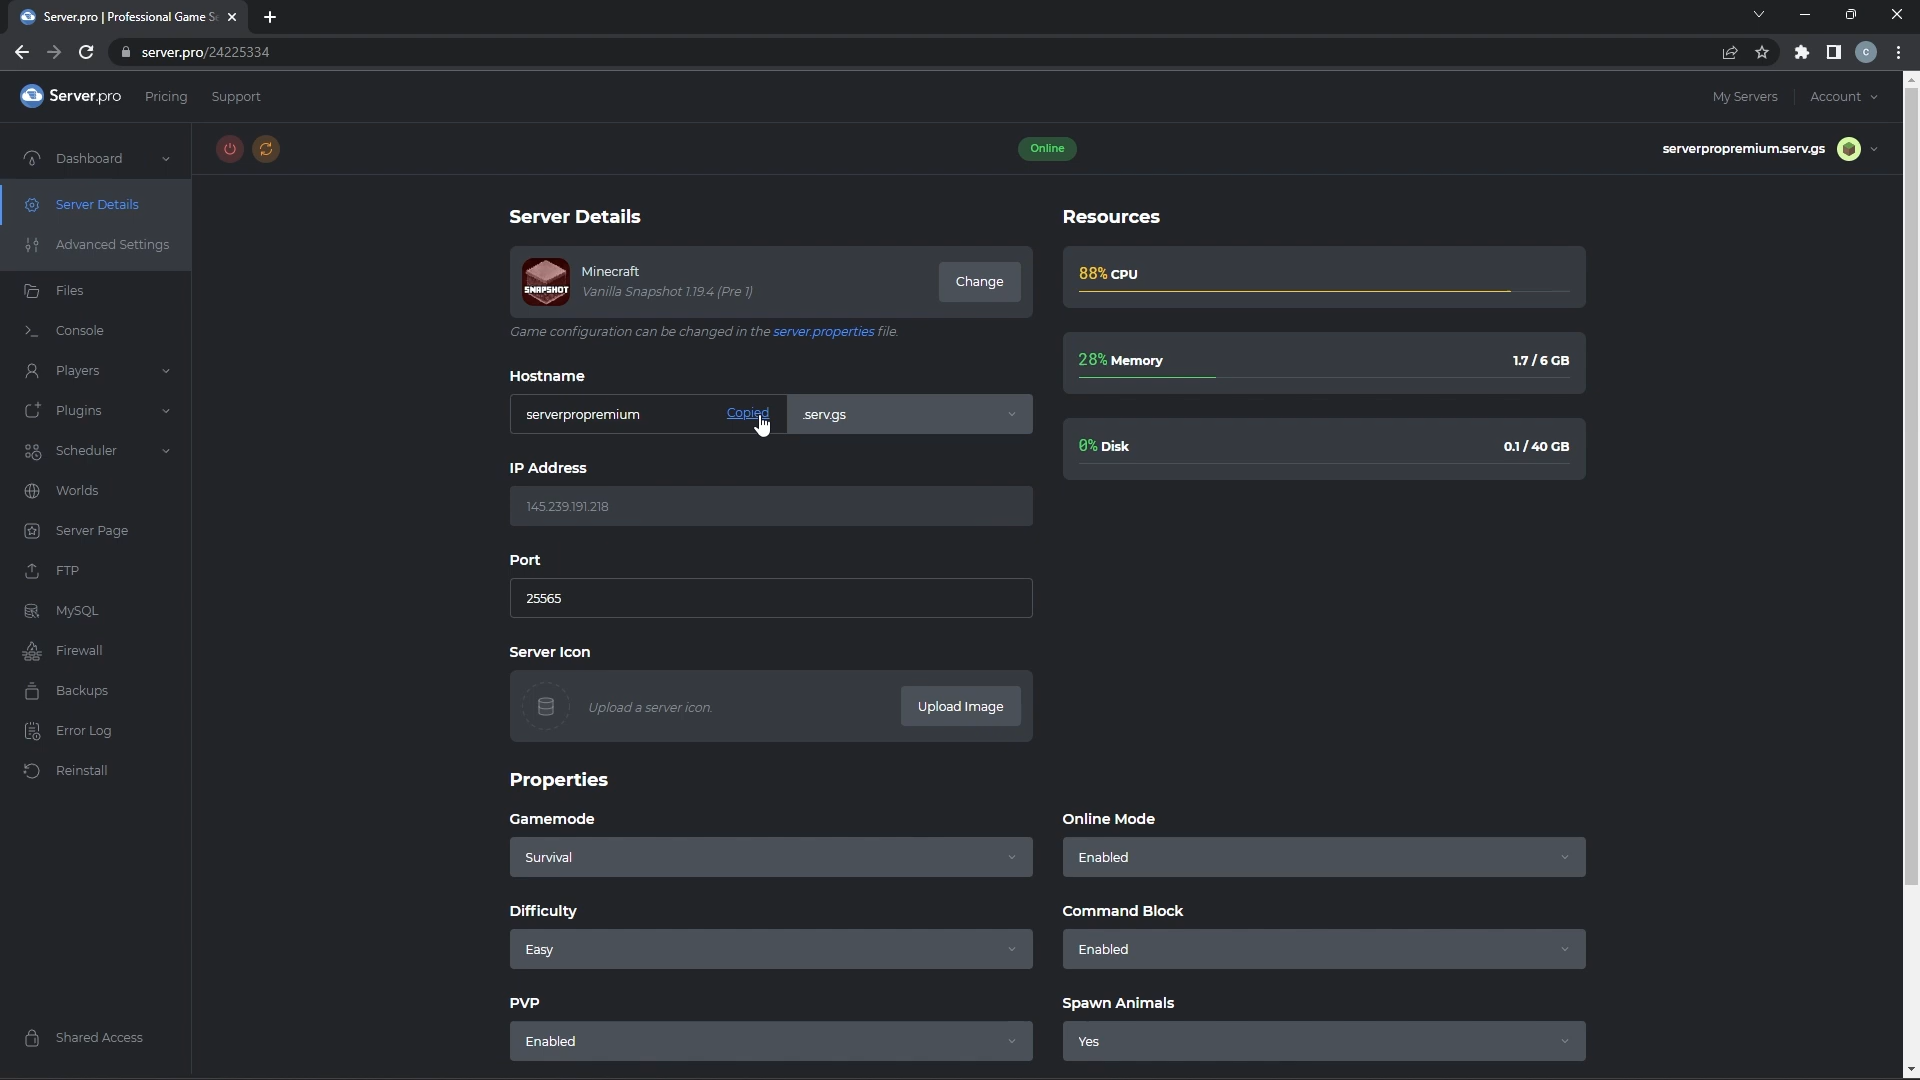 Server.pro | Professional Game S
server.pro/24225334
C
Server.pro
Pricing
Support
My Servers
Account
Dashboard
Online
serverpropremium.serv.gs
Server Details
Advanced Settings
Files
Console
Players
Plugins
Scheduler
Worlds
Server Page
FTP
MySQL
Firewall
Backups
Error Log
Reinstall
Shared Access
Server Details
SNAPSHOT
Minecraft
Vanilla Snapshot 1.19.4 (Pre 1)
Change
Game configuration can be changed in the server.properties file.
Hostname
serverpropremium
Copied
.serv.gs
IP Address
145.239.191.218
Port
25565
Server Icon
Upload a server icon.
Upload Image
Resources
88% CPU
28% Memory
1.7 / 6 GB
0% Disk
0.1 / 40 GB
Properties
Gamemode
Survival
Online Mode
Enabled
Difficulty
Easy
Command Block
Enabled
PVP
Enabled
Spawn Animals
Yes